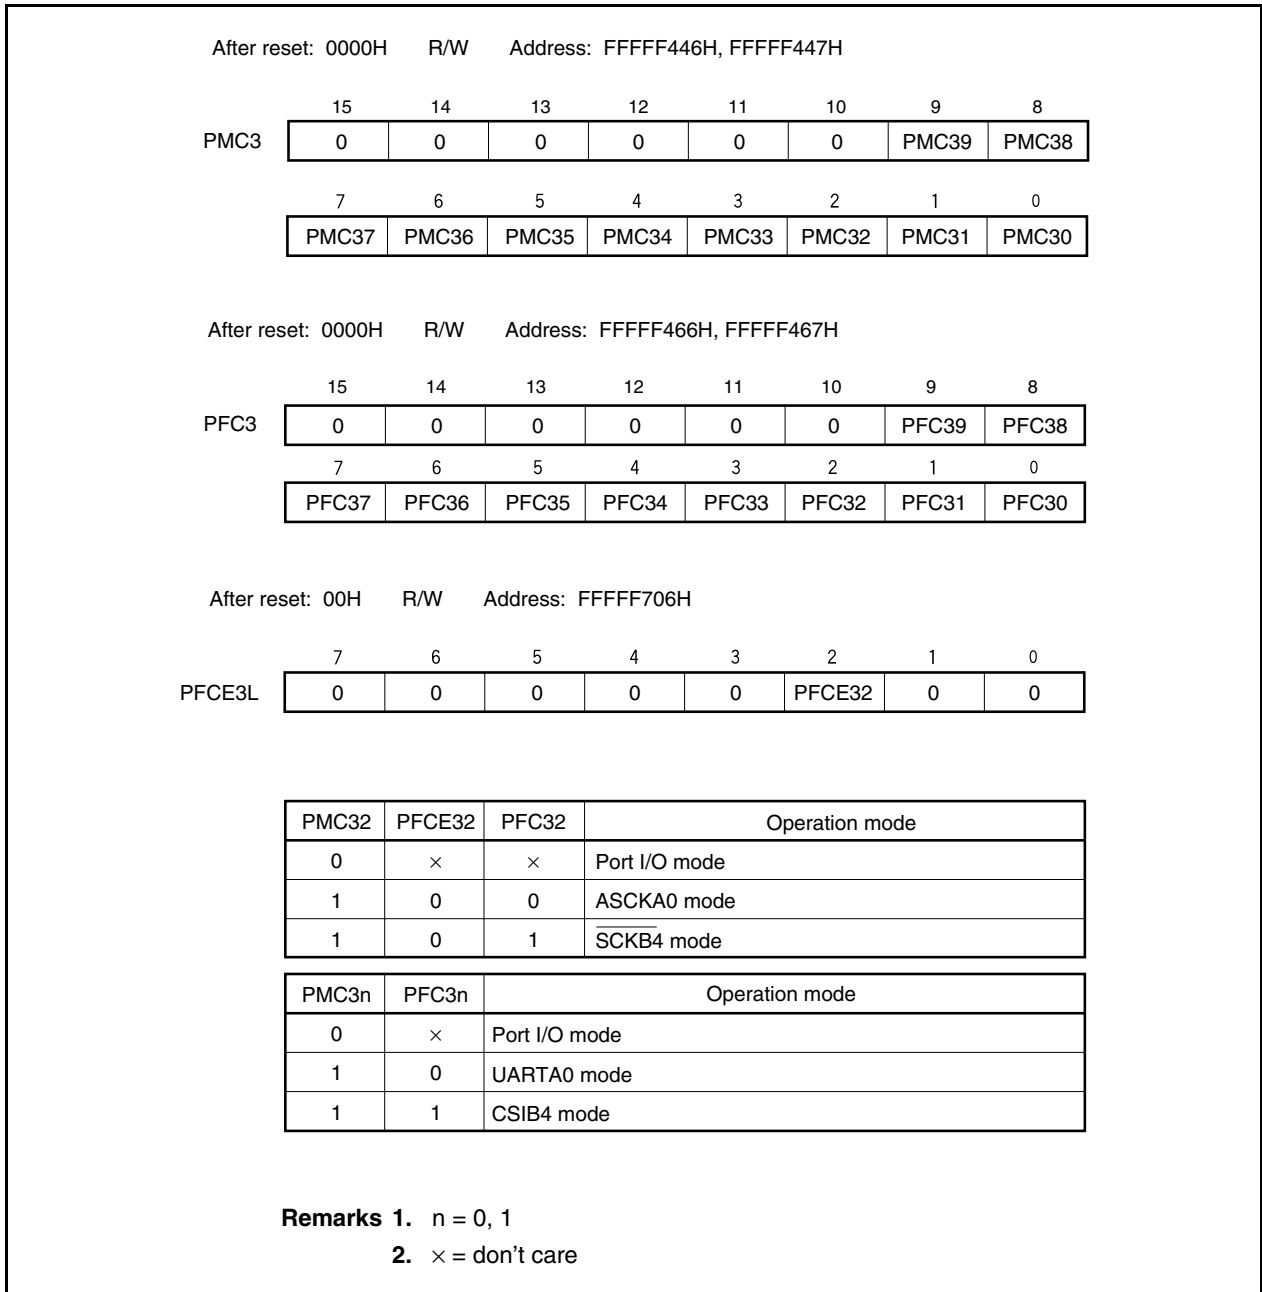 After reset: 0000H R/W Address: FFFFF446H, FFFFF447H
15 14 13 12 11 10 9 8
PMC3 0 0 0 0 0 0 PMC39 PMC38
7 6 5 4 3 2 1 0
PMC37 PMC36 PMC35 PMC34 PMC33 PMC32 PMC31 PMC30
After reset: 0000H R/W Address: FFFFF466H, FFFFF467H
15 14 13 12 11 10 9 8
PFC3 0 0 0 0 0 0 PFC39 PFC38
7 6 5 4 3 2 1 0
PFC37 PFC36 PFC35 PFC34 PFC33 PFC32 PFC31 PFC30
After reset: 00H R/W Address: FFFFF706H
7 6 5 4 3 2 1 0
PFCE3L 0 0 0 0 0 PFCE32 0 0
PMC32 PFCE32 PFC32 Operation mode
0 × × Port I/O mode
1 0 0 ASCKA0 mode
1 0 1 S̅C̅K̅B̅4̅ mode
PMC3n PFC3n Operation mode
0 × Port I/O mode
1 0 UARTA0 mode
1 1 CSIB4 mode
Remarks 1. n = 0, 1
2. × = don't care